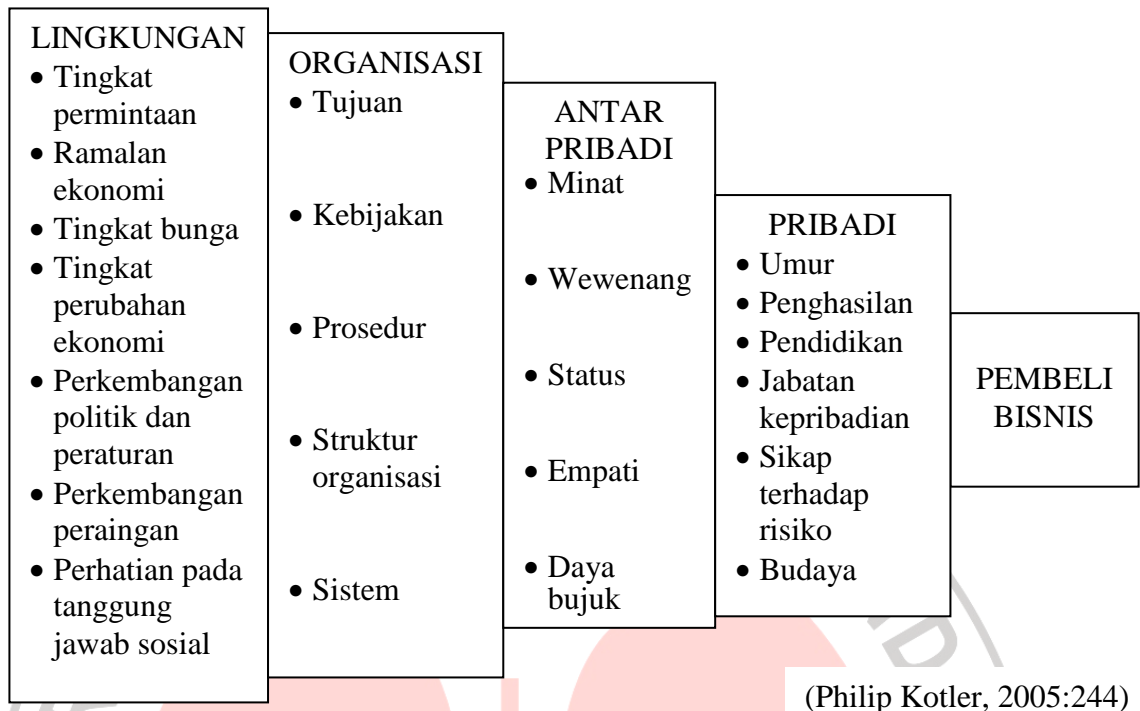 LINGKUNGAN
• Tingkat
permintaan
• Ramalan
ekonomi
• Tingkat bunga
• Tingkat
perubahan
ekonomi
• Perkembangan
politik dan
peraturan
• Perkembangan
peraingan
• Perhatian pada
tanggung
jawab sosial
ORGANISASI
• Tujuan
• Kebijakan
• Prosedur
• Struktur
organisasi
• Sistem
ANTAR
PRIBADI
• Minat
• Wewenang
• Status
• Empati
• Daya
bujuk
PRIBADI
• Umur
• Penghasilan
• Pendidikan
• Jabatan
kepribadian
• Sikap
terhadap
risiko
• Budaya
PEMBELI
BISNIS
(Philip Kotler, 2005:244)